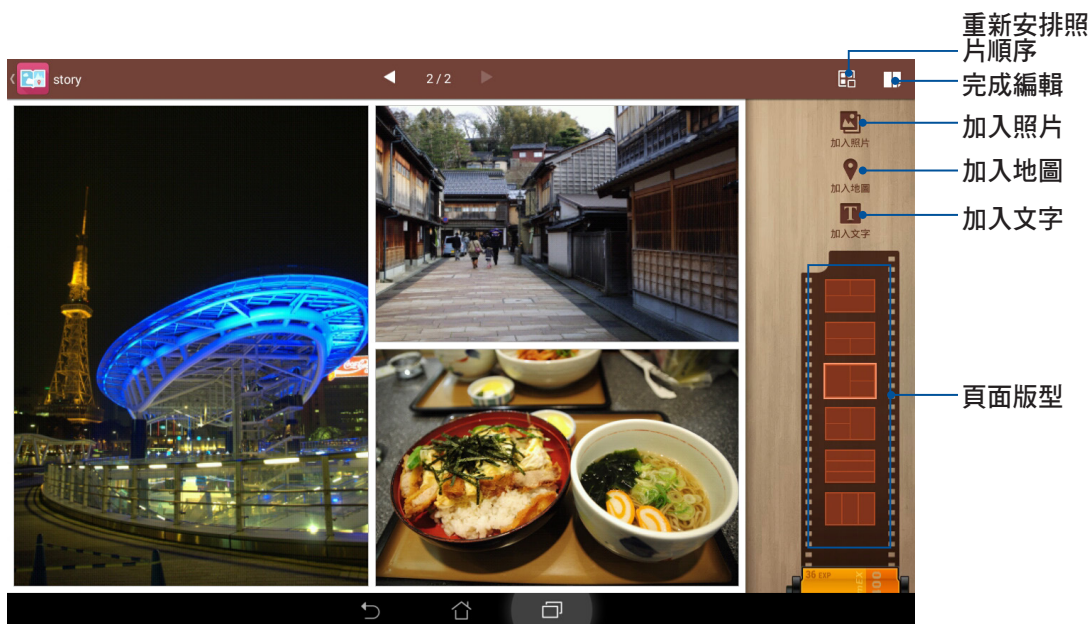 重新安排照
片順序
story
2 / 2
完成編輯
加入照片
加入照片
加入地圖
加入地圖
加入文字
T
加入文字
頁面版型
36 EXP